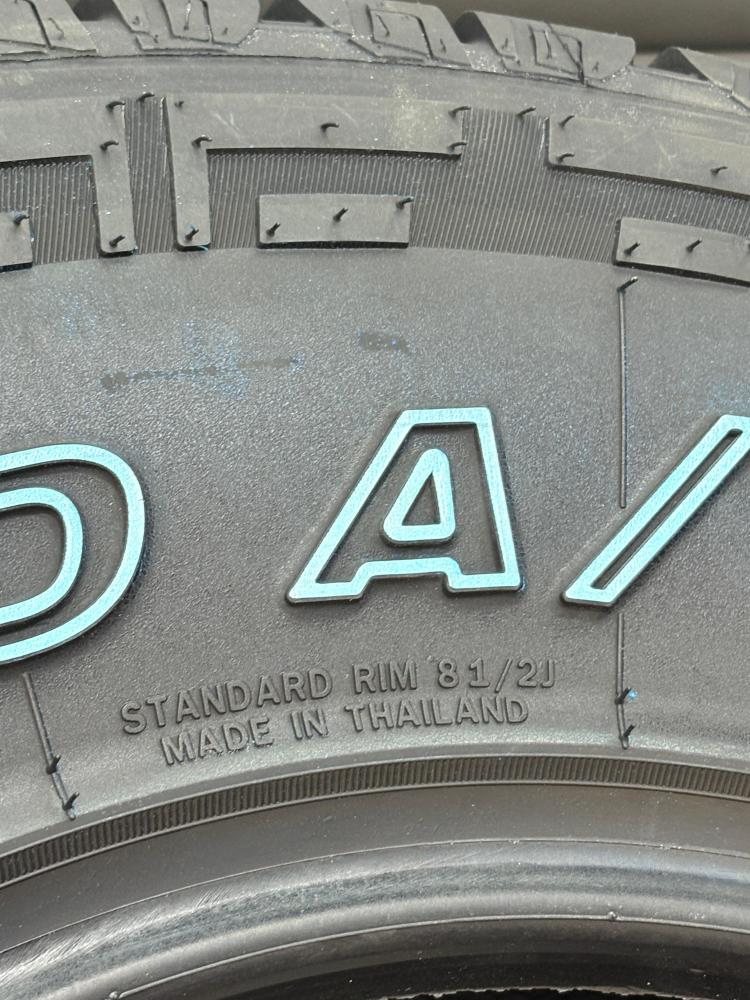 D A/
STANDARD RIM 8 1/2J
MADE IN THAILAND